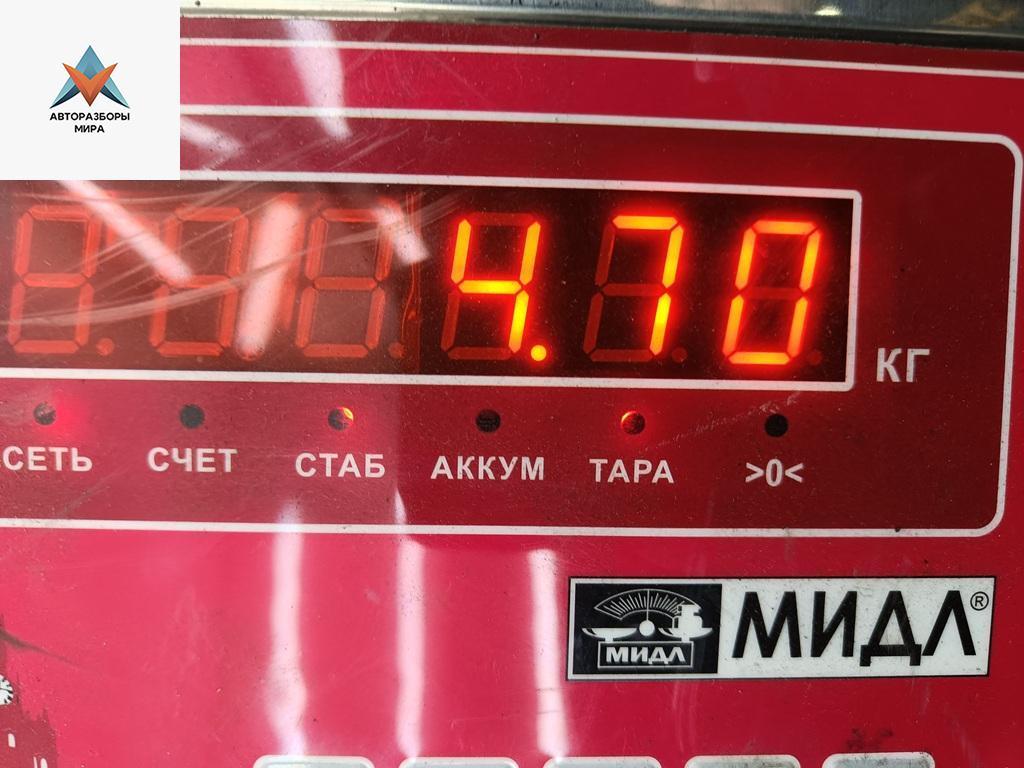 АВТОРАЗБОРЫ
МИРА
4.70
КГ
СЕТЬ СЧЕТ СТАБ АККУМ ТАРА >0<
МИДЛ МИДЛ®